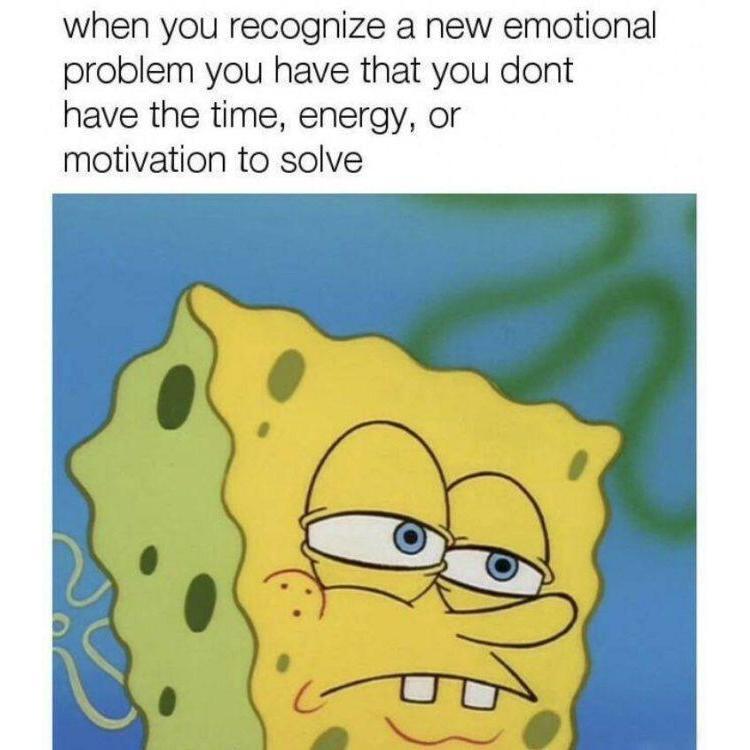 when you recognize a new emotional
problem you have that you dont
have the time, energy, or
motivation to solve